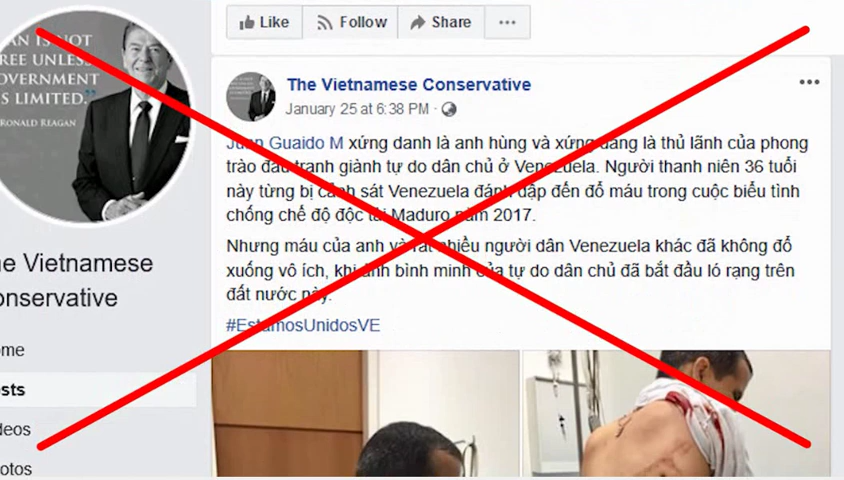 AN IS NOT
REE UNLESS
OVERNMENT
S LIMITED.”
RONALD REAGAN
Like
Follow
Share
The Vietnamese Conservative
January 25 at 6:38 PM
Juan Guaido M xứng danh là anh hùng và xứng đáng là thủ lãnh của phong
trào đấu tranh giành tự do dân chủ ở Venezuela. Người thanh niên 36 tuổi
này từng bị cảnh sát Venezuela đánh đập đến đổ máu trong cuộc biểu tình
chống chế độ độc tài Maduro năm 2017.
Nhưng máu của anh và rất nhiều người dân Venezuela khác đã không đổ
xuống vô ích, khi ánh bình minh của tự do dân chủ đã bắt đầu ló rạng trên
đất nước này.
#EstamosUnidosVE
e Vietnamese
onservative
ome
sts
deos
otos